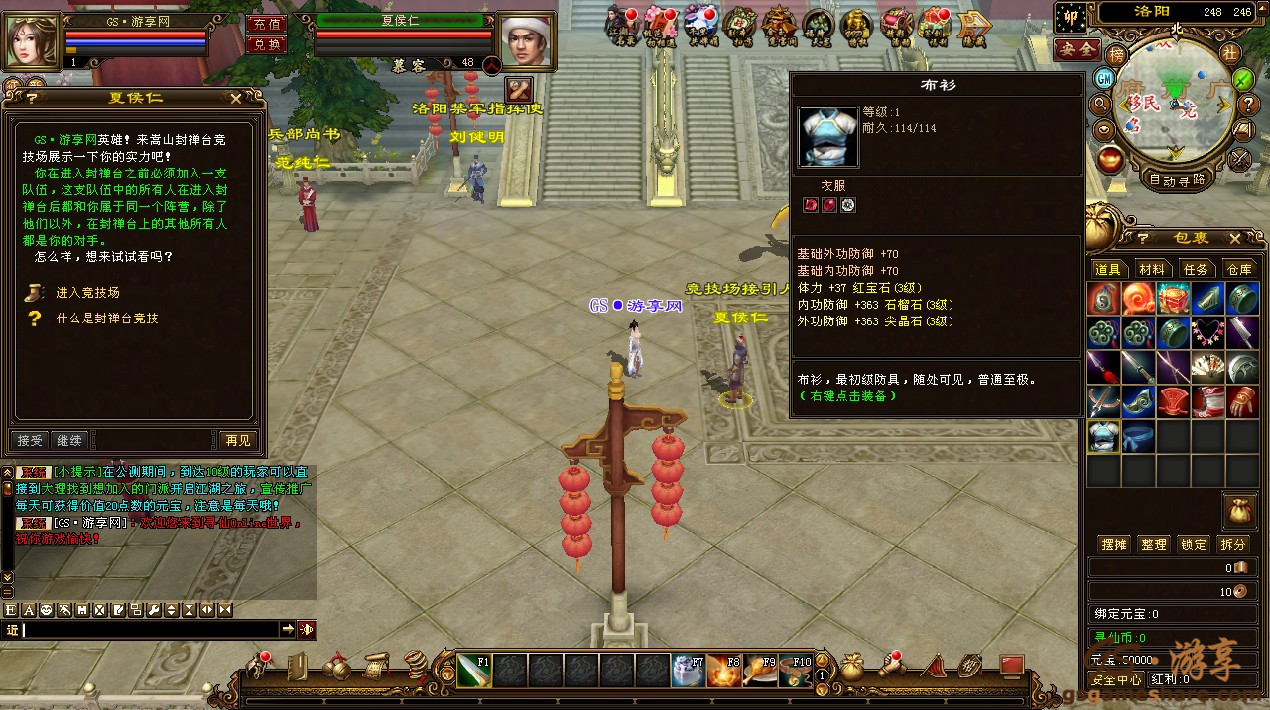 GS·游享网
1
充值
兑换
夏侯仁
慕容
48
卯
洛阳
248 246
北
安全
榜
社
GM
移民
自动寻路
夏侯仁
GS·游享网英雄！来嵩山封禅台竞
技场展示一下你的实力吧！
你在进入封禅台之前必须加入一支
队伍，这支队伍中的所有人在进入封
禅台后都和你属于同一个阵营，除了
他们以外，在封禅台上的其他所有人
都是你的对手。
怎么样，想来试试看吗？
进入竞技场
什么是封禅台竞技
接受
继续
再见
洛阳禁军指挥使
刘健明
兵部尚书
范纯仁
GS●游享网
竞技场接引人
夏侯仁
布衫
等级:1
耐久:114/114
衣服
基础外功防御 +70
基础内功防御 +70
体力 +37 红宝石(3级)
内功防御 +363 石榴石(3级)
外功防御 +363 尖晶石(3级)
布衫，最初级防具，随处可见，普通至极。
(右键点击装备)
包裹
道具
材料
任务
仓库
摆摊
整理
锁定
拆分
0
10
绑定元宝:0
寻仙币:0
元宝:50000
安全中心
红利:0
系统 [小提示]在公测期间，到达10级的玩家可以直
接到大理找到想加入的门派开启江湖之旅，宣传推广
每天可获得价值20点数的元宝，注意是每天哦！
系统 [GS·游享网]：欢迎您来到寻仙Online世界，
祝你游戏愉快！
近
F1
F7
F8
F9
F10
1
游享
gsgameshare.com